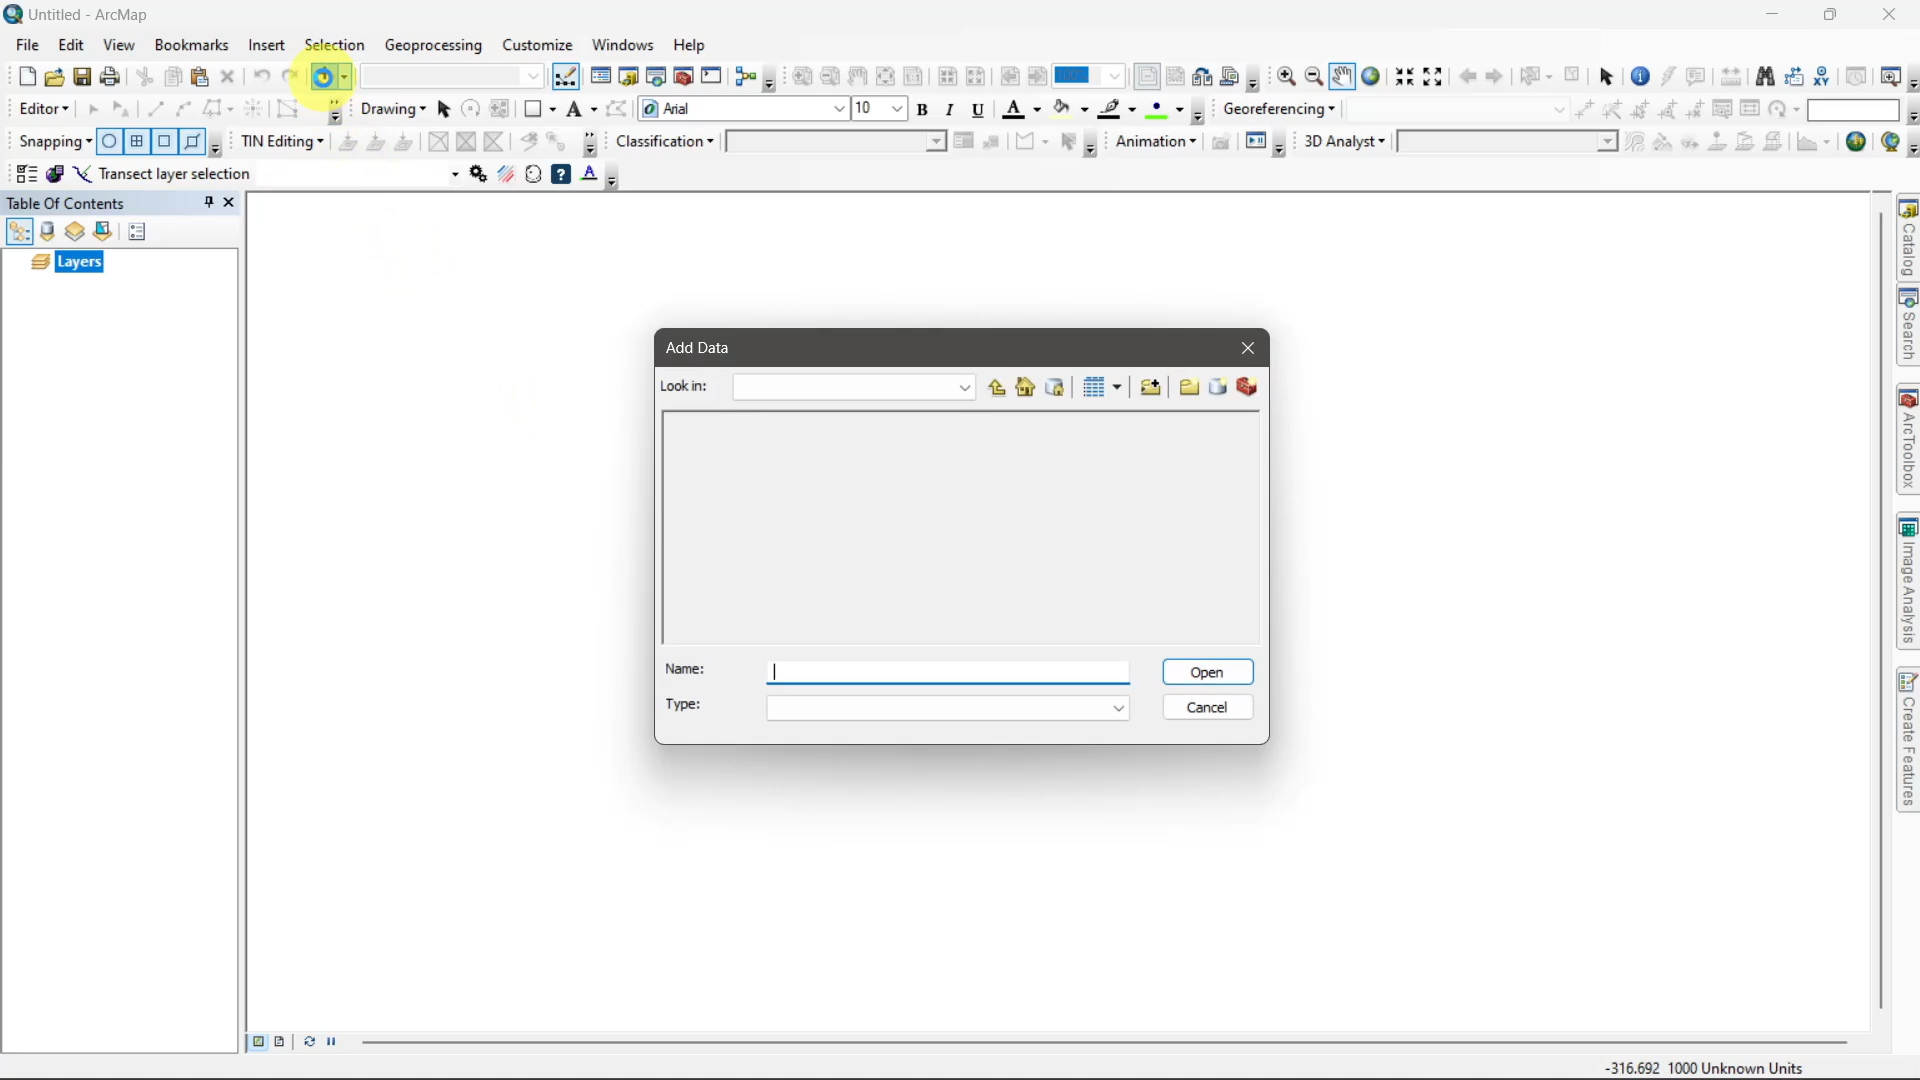 Untitled - ArcMap
File Edit View Bookmarks Insert Selection Geoprocessing Customize Windows Help
Editor Drawing Arial 10 B I U A Georeferencing
Snapping TIN Editing Classification Animation 3D Analyst
Transect layer selection
Table Of Contents
Layers
Add Data
Look in:
Name:
Open
Type:
Cancel
Catalog
Search
ArcToolbox
Image Analysis
Create Features
-316.692 1000 Unknown Units